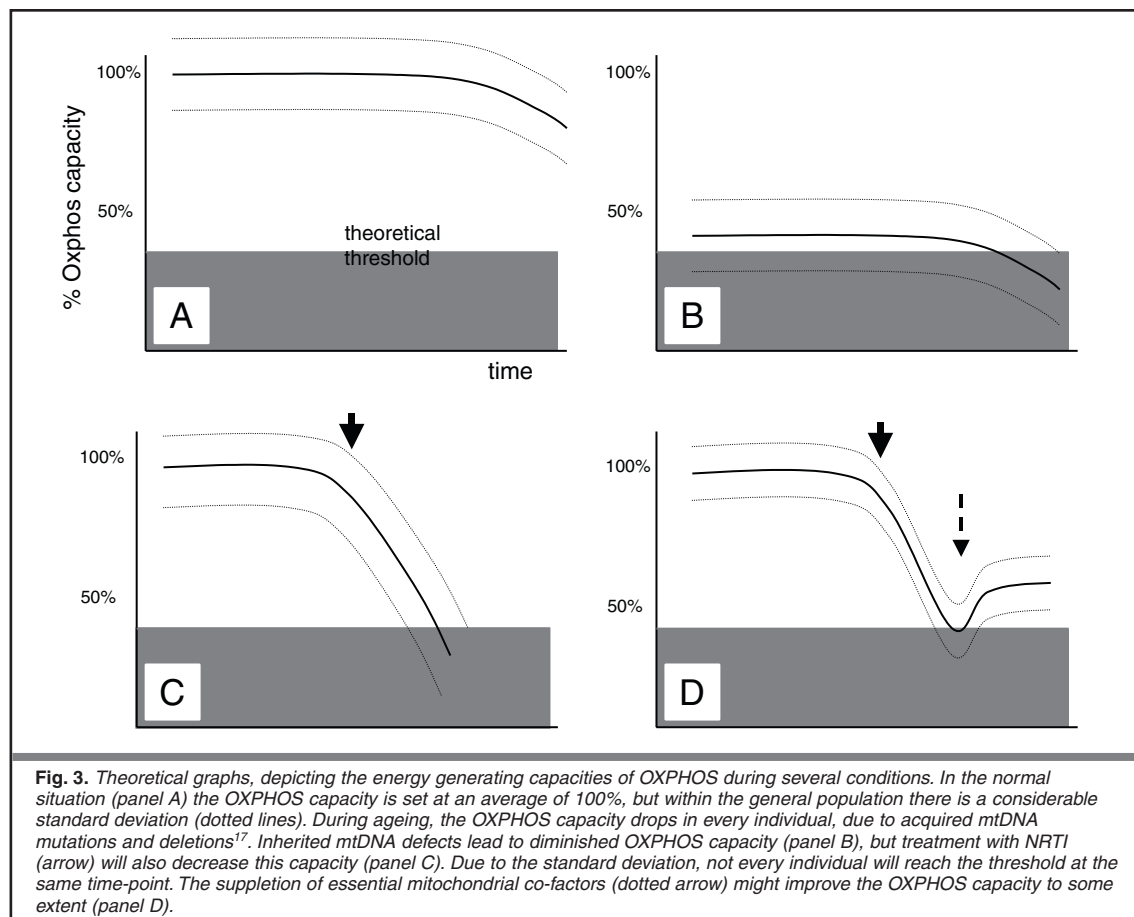 100%
50%
% Oxphos capacity
theoretical
threshold
A
time
100%
50%
B
100%
50%
C
100%
50%
D
Fig. 3. Theoretical graphs, depicting the energy generating capacities of OXPHOS during several conditions. In the normal
situation (panel A) the OXPHOS capacity is set at an average of 100%, but within the general population there is a considerable
standard deviation (dotted lines). During ageing, the OXPHOS capacity drops in every individual, due to acquired mtDNA
mutations and deletions17. Inherited mtDNA defects lead to diminished OXPHOS capacity (panel B), but treatment with NRTI
(arrow) will also decrease this capacity (panel C). Due to the standard deviation, not every individual will reach the threshold at the
same time-point. The suppletion of essential mitochondrial co-factors (dotted arrow) might improve the OXPHOS capacity to some
extent (panel D).